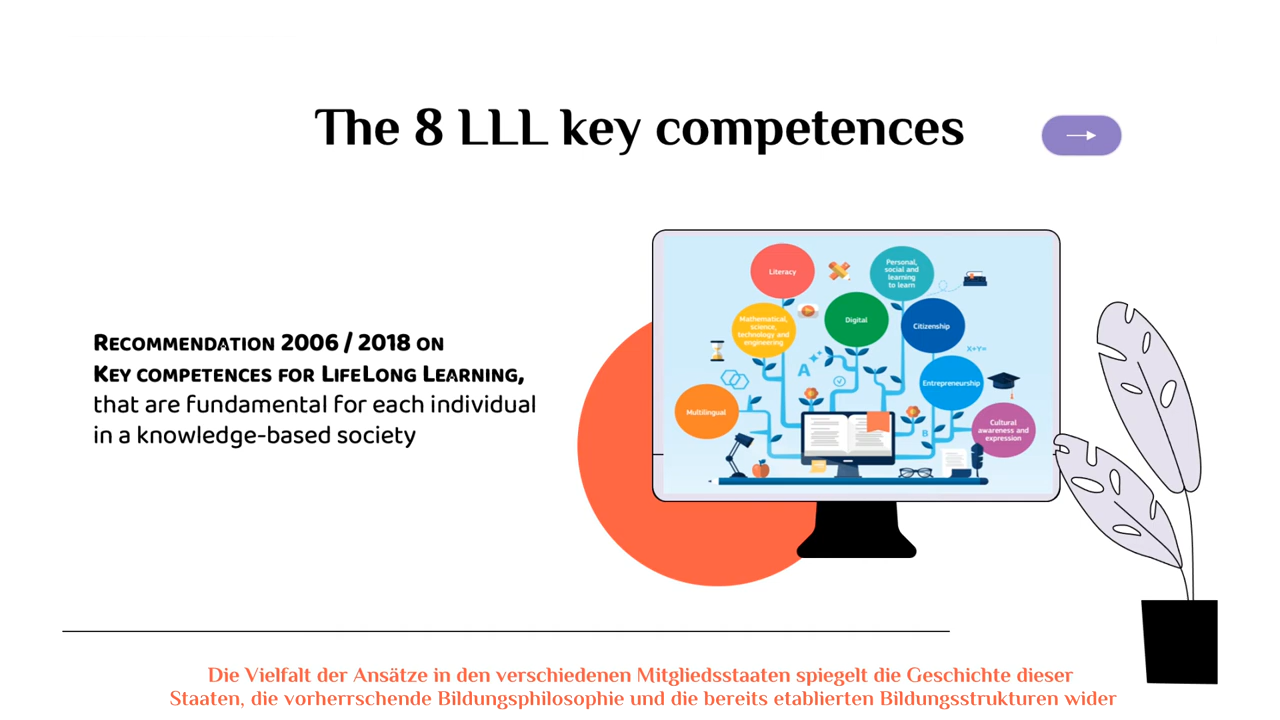 The 8 LLL key competences
Recommendation 2006 / 2018 on
Key competences for LifeLong Learning,
that are fundamental for each individual
in a knowledge-based society
Literacy
Personal,
social and
learning
to learn
Mathematical,
science,
technology and
engineering
Digital
Citizenship
X+Y=
A
Entrepreneurship
Multilingual
B
Cultural
awareness and
expression
Die Vielfalt der Ansätze in den verschiedenen Mitgliedsstaaten spiegelt die Geschichte dieser
Staaten, die vorherrschende Bildungsphilosophie und die bereits etablierten Bildungsstrukturen wider